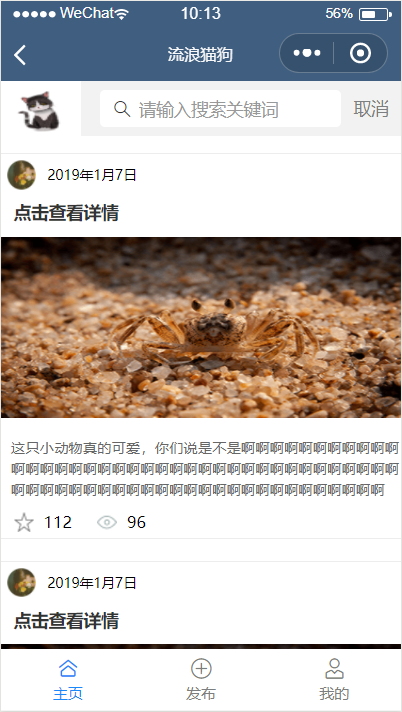 WeChat 10:13 56%
流浪猫狗
请输入搜索关键词 取消
2019年1月7日
点击查看详情
这只小动物真的可爱，你们说是不是啊啊啊啊啊啊啊啊啊啊啊
啊啊啊啊啊啊啊啊啊啊啊啊啊啊啊啊啊啊啊啊啊啊啊啊啊啊啊
啊啊啊啊啊啊啊啊啊啊啊啊啊啊啊啊啊啊啊啊啊啊啊啊啊啊
112 96
2019年1月7日
点击查看详情
主页 发布 我的